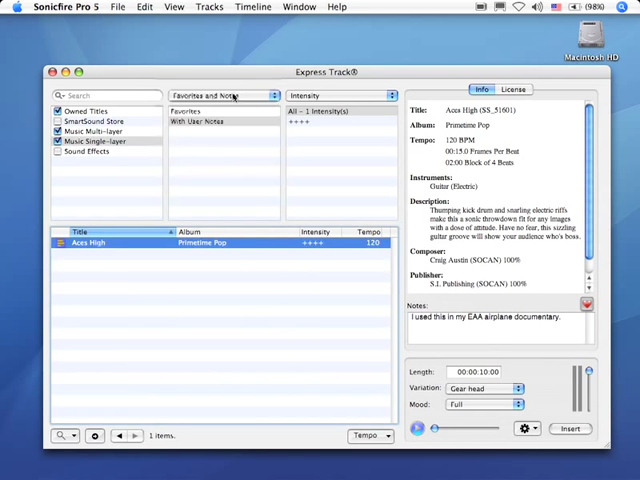 Sonicfire Pro 5 File Edit View Tracks Timeline Window Help (98%)
Macintosh HD
Express Track®
Search
Favorites and Notes
Intensity
Info License
Owned Titles
SmartSound Store
Music Multi-layer
Music Single-layer
Sound Effects
Favorites
With User Notes
All - 1 Intensity(s)
++++
Title: Aces High (SS_51601)
Album: Primetime Pop
Tempo: 120 BPM
00:15.0 Frames Per Beat
02:00 Block of 4 Beats
Instruments:
Guitar (Electric)
Description:
Thumping kick drum and snarling electric riffs
make this a sonic throwdown fit for any images
with a dose of attitude. Have no fear, this sizzling
guitar groove will show your audience who's boss.
Composer:
Craig Austin (SOCAN) 100%
Publisher:
S.I. Publishing (SOCAN) 100%
Title Album Intensity Tempo
Aces High Primetime Pop ++++ 120
Notes:
I used this in my EAA airplane documentary.
Length: 00:00:10:00
Variation: Gear head
Mood: Full
1 items.
Tempo
Insert